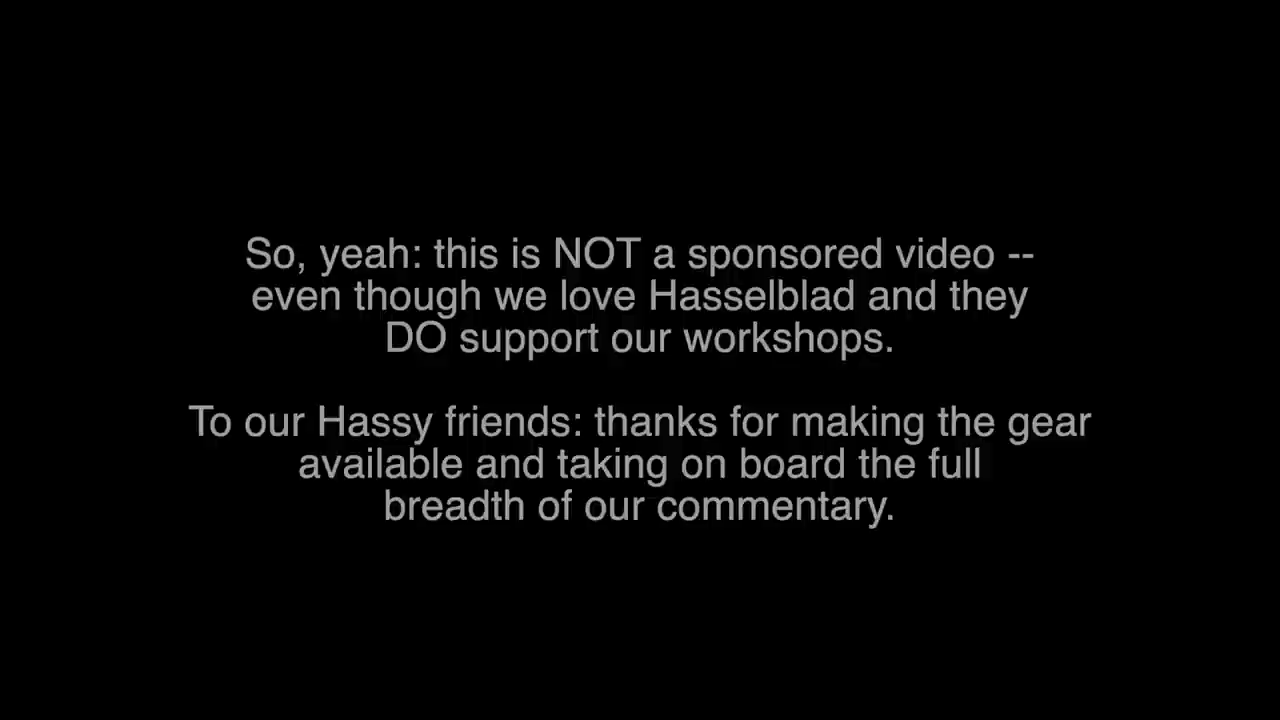 So, yeah: this is NOT a sponsored video --
even though we love Hasselblad and they
DO support our workshops.
To our Hassy friends: thanks for making the gear
available and taking on board the full
breadth of our commentary.